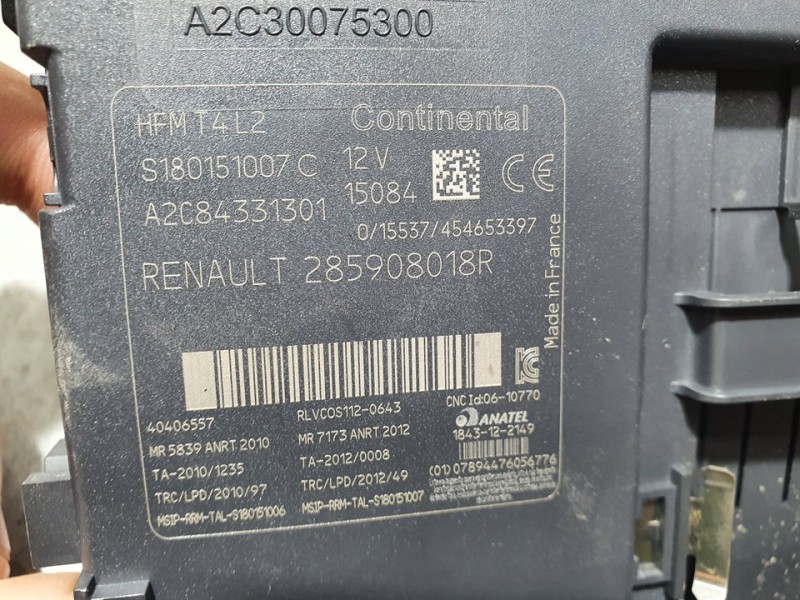 A2C30075300
HFM T4 L2 Continental
S180151007 C 12V
A2C84331301 15084
0/15537/454653397
RENAULT 285908018R
Made in France
40406557 RLVCOS112-0643 CNC Id:06-10770
MR 5839 ANRT 2010 MR 7173 ANRT 2012 ANATEL
TA-2010/1235 TA-2012/0008 1843-12-2149
TRC/LPD/2010/97 TRC/LPD/2012/49 (01) 07894476056776
MSIP-RRM-TAL-S180151006 MSIP-RRM-TAL-S180151007